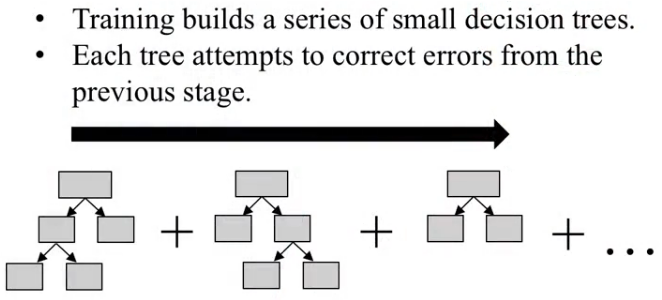 • Training builds a series of small decision trees.
• Each tree attempts to correct errors from the
previous stage.
+ + + ...